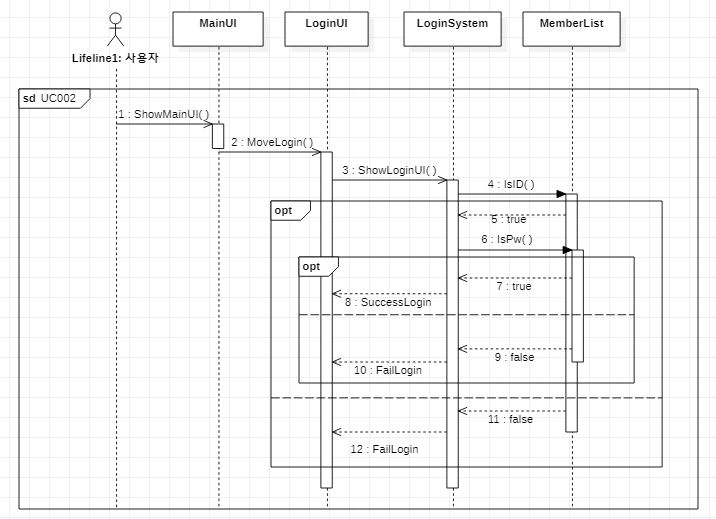 MainUI
LoginUI
LoginSystem
MemberList
Lifeline1: 사용자
sd UC002
1 : ShowMainUI( )
2 : MoveLogin( )
3 : ShowLoginUI( )
4 : IsID( )
opt
5 : true
6 : IsPw( )
opt
7 : true
8 : SuccessLogin
9 : false
10 : FailLogin
11 : false
12 : FailLogin